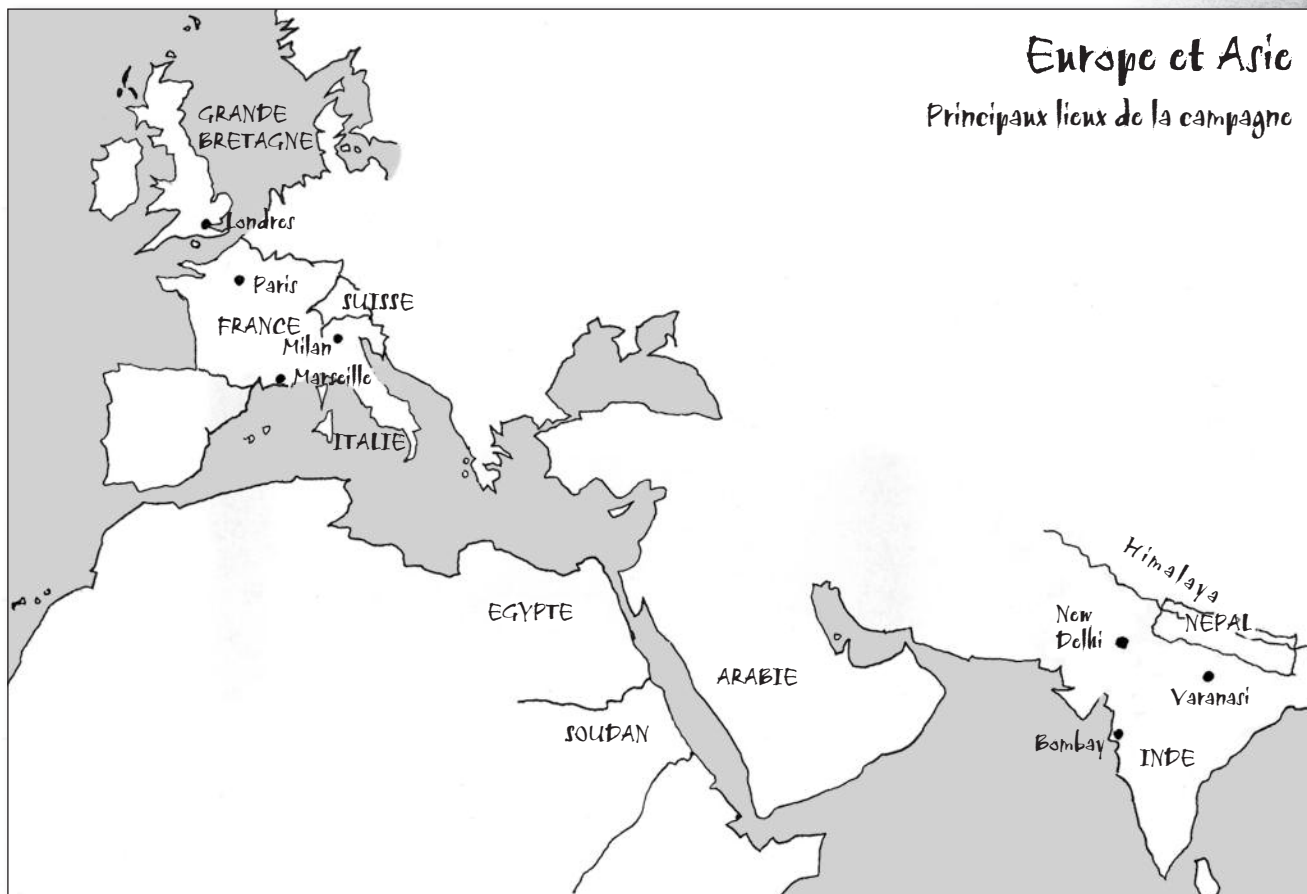 Europe et Asie
Principaux lieux de la campagne
GRANDE
BRETAGNE
Londres
Paris
SUISSE
FRANCE
Milan
Marseille
ITALIE
EGYPTE
SOUDAN
ARABIE
Himalaya
NEPAL
New
Delhi
Varanasi
Bombay
INDE